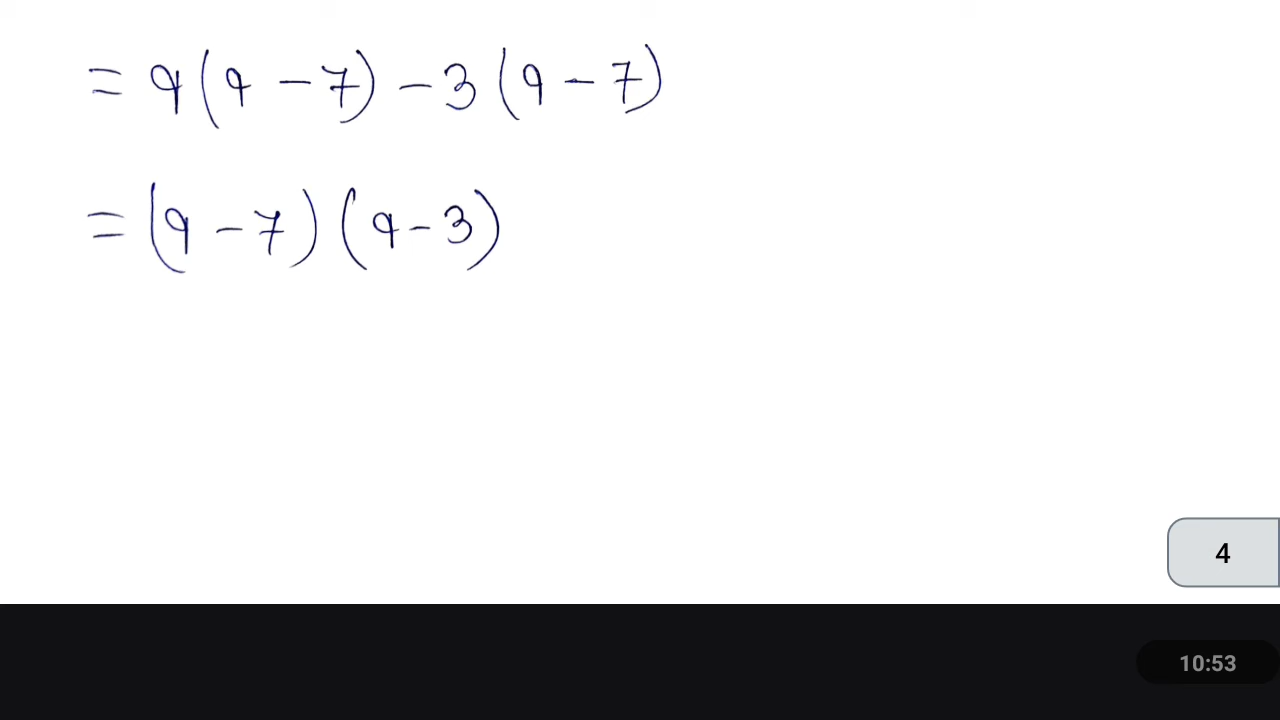 = q(q - 7) - 3(q - 7)
= (q - 7)(q - 3)
4
10:53